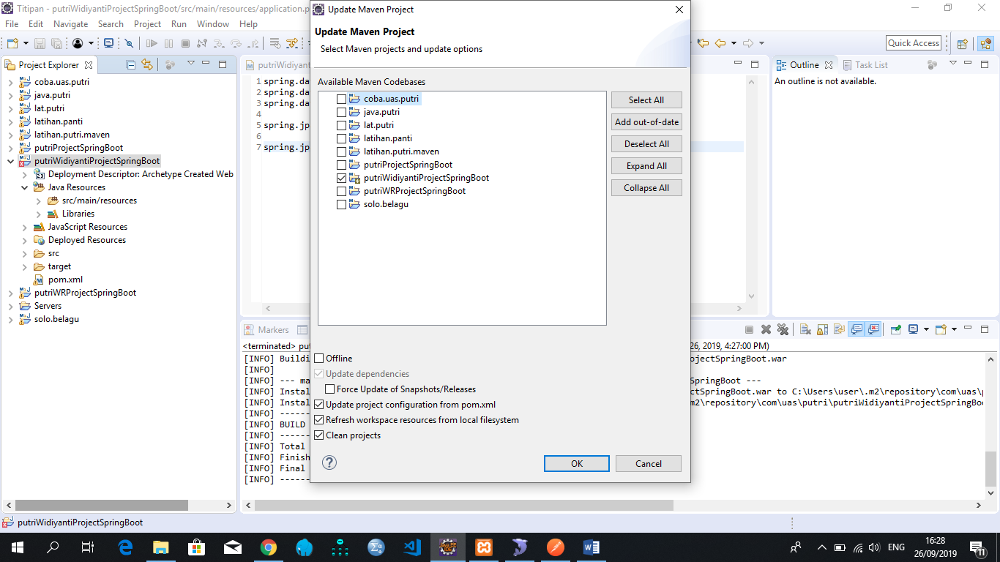 Titipan - putriWidiyantiProjectSpringBoot/src/main/resources/application.p
File Edit Navigate Search Project Run Window Help
Quick Access
Project Explorer
coba.uas.putri
java.putri
lat.putri
latihan.panti
latihan.putri.maven
putriProjectSpringBoot
putriWidiyantiProjectSpringBoot
Deployment Descriptor: Archetype Created Web
Java Resources
src/main/resources
Libraries
JavaScript Resources
Deployed Resources
src
target
pom.xml
putriWRProjectSpringBoot
Servers
solo.belagu
putriWidiyant
1 spring.da
2 spring.da
3 spring.da
4
5 spring.jp
6
7 spring.jp
Update Maven Project
Update Maven Project
Select Maven projects and update options
Available Maven Codebases
coba.uas.putri
java.putri
lat.putri
latihan.panti
latihan.putri.maven
putriProjectSpringBoot
putriWidiyantiProjectSpringBoot
putriWRProjectSpringBoot
solo.belagu
Select All
Add out-of-date
Deselect All
Expand All
Collapse All
Offline
Update dependencies
Force Update of Snapshots/Releases
Update project configuration from pom.xml
Refresh workspace resources from local filesystem
Clean projects
OK
Cancel
Outline
Task List
An outline is not available.
Markers
<terminated> pu
26, 2019, 4:27:00 PM)
[INFO] Buildi
ojectSpringBoot.war
[INFO]
[INFO] --- ma
SpringBoot ---
[INFO] Instal
ctSpringBoot.war to C:\Users\user\.m2\repository\com\uas\p
[INFO] Instal
m2\repository\com\uas\putri\putriWidiyantiProjectSpringBo
[INFO] ------
[INFO] BUILD
[INFO] ------
[INFO] Total
[INFO] Finish
[INFO] Final
[INFO] ------
putriWidiyantiProjectSpringBoot
ENG
16:28
26/09/2019
11